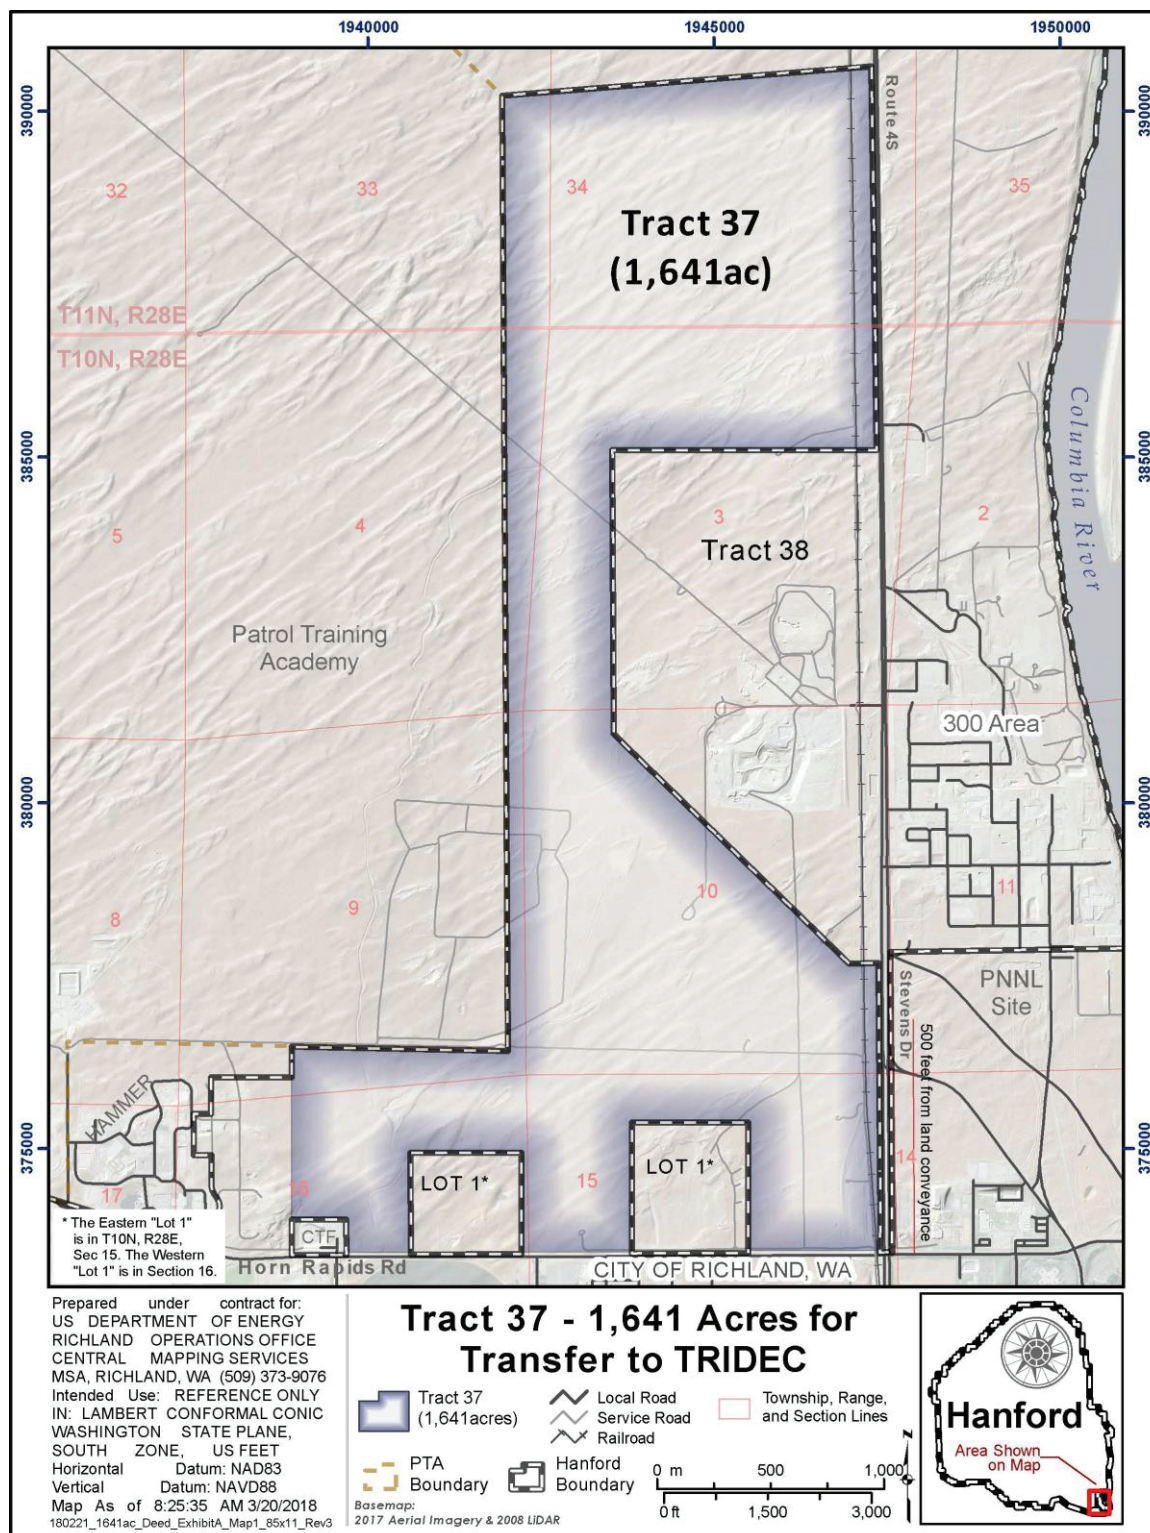 1940000
1945000
1950000
390000
390000
Route 4S
32
33
34
35
Tract 37
(1,641ac)
T11N, R28E
T10N, R28E
Columbia River
385000
385000
5
4
3
2
Tract 38
Patrol Training
Academy
300 Area
380000
380000
8
9
10
11
PNNL
Site
Stevens Dr
500 feet from land conveyance
HAMMER
375000
375000
LOT 1*
LOT 1*
14
15
16
17
CTF
* The Eastern "Lot 1"
is in T10N, R28E,
Sec 15. The Western
"Lot 1" is in Section 16.
Horn Rapids Rd
CITY OF RICHLAND, WA
Prepared under contract for:
US DEPARTMENT OF ENERGY
RICHLAND OPERATIONS OFFICE
CENTRAL MAPPING SERVICES
MSA, RICHLAND, WA (509) 373-9076
Intended Use: REFERENCE ONLY
IN: LAMBERT CONFORMAL CONIC
WASHINGTON STATE PLANE,
SOUTH ZONE, US FEET
Horizontal Datum: NAD83
Vertical Datum: NAVD88
Map As of 8:25:35 AM 3/20/2018
180221_1641ac_Deed_ExhibitA_Map1_85x11_Rev3
Tract 37 - 1,641 Acres for
Transfer to TRIDEC
Tract 37
(1,641acres)
Local Road
Service Road
Railroad
Township, Range,
and Section Lines
PTA
Boundary
Hanford
Boundary
0 m 500 1,000
0 ft 1,500 3,000
Z
Basemap:
2017 Aerial Imagery & 2008 LiDAR
Hanford
Area Shown
on Map